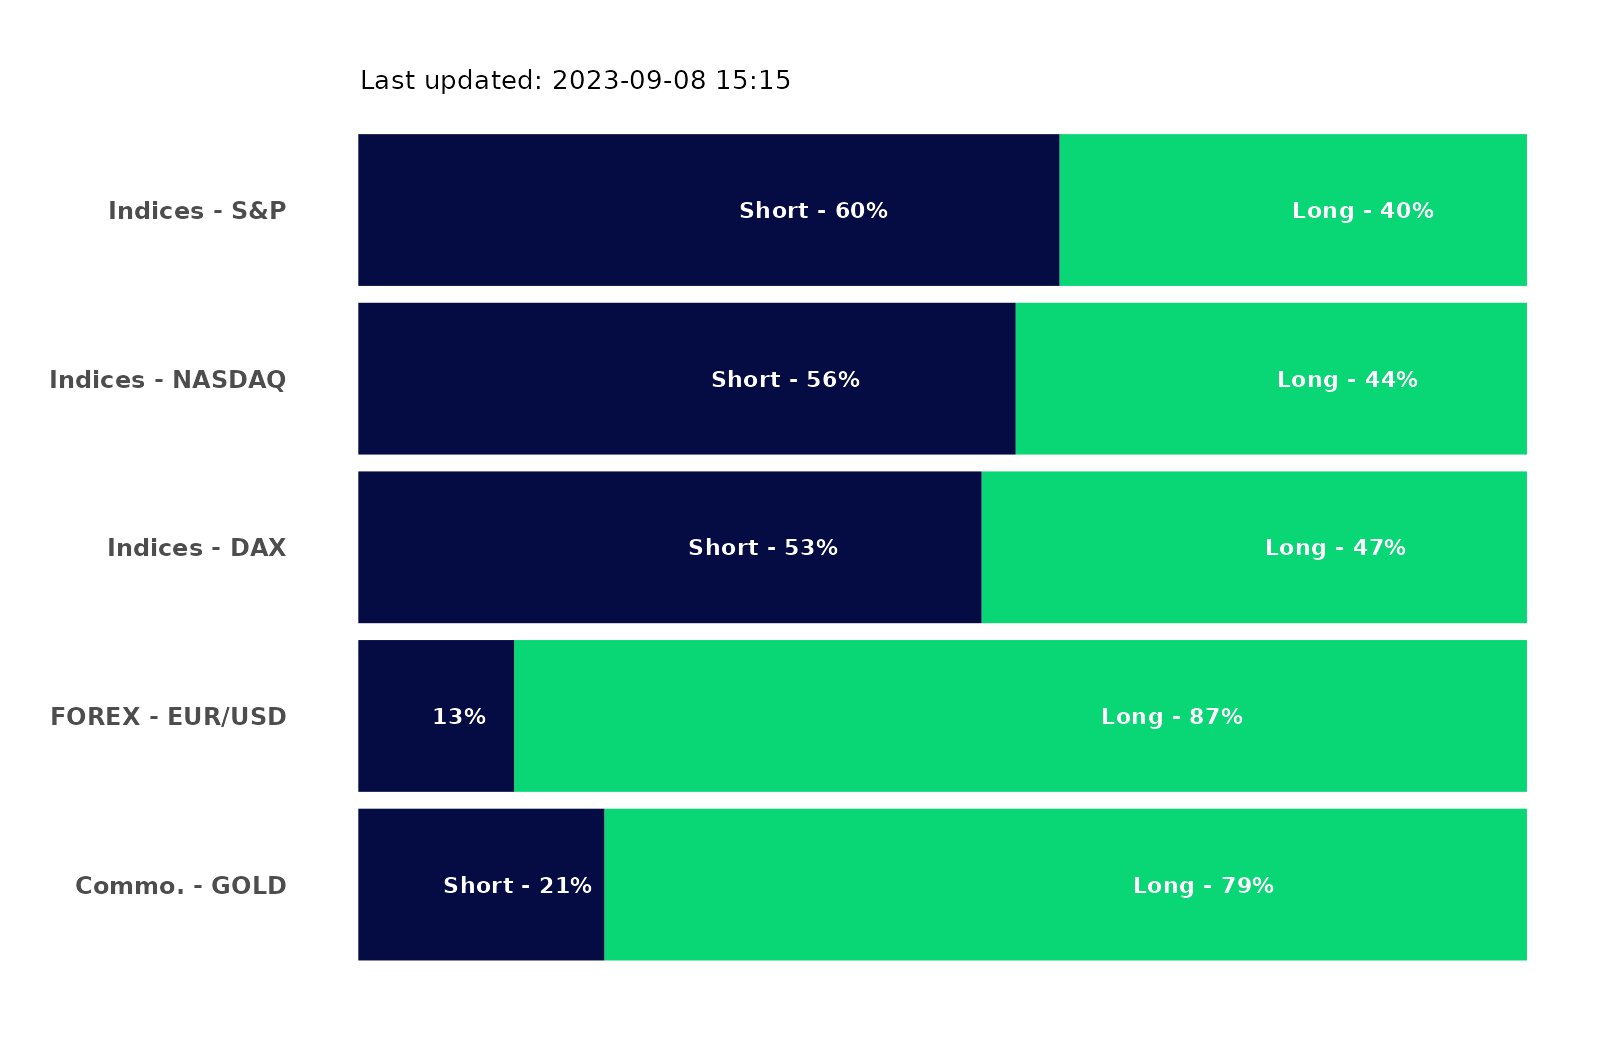 Last updated: 2023-09-08 15:15
Indices - S&P Short - 60% Long - 40%
Indices - NASDAQ Short - 56% Long - 44%
Indices - DAX Short - 53% Long - 47%
FOREX - EUR/USD 13% Long - 87%
Commo. - GOLD Short - 21% Long - 79%